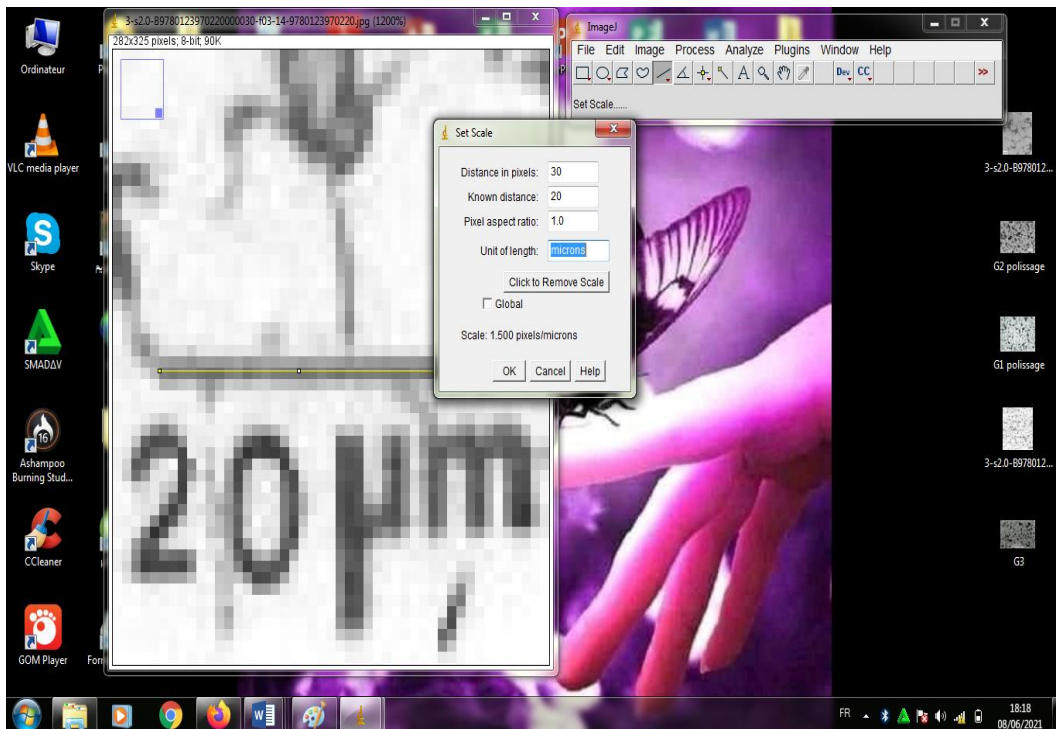 3-s2.0-B9780123970220000030-f03-14-9780123970220.jpg (1200%)
282x325 pixels; 8-bit; 90K
20 µm
ImageJ
File Edit Image Process Analyze Plugins Window Help
A Dev CC >>
Set Scale......
Set Scale
Distance in pixels: 30
Known distance: 20
Pixel aspect ratio: 1.0
Unit of length: microns
Click to Remove Scale
Global
Scale: 1.500 pixels/microns
OK Cancel Help
Ordinateur
VLC media player
Skype
SMADΔV
16
Ashampoo
Burning Stud...
CCleaner
GOM Player
3-s2.0-B978012...
G2 polissage
G1 polissage
3-s2.0-B978012...
G3
FR
18:18
08/06/2021